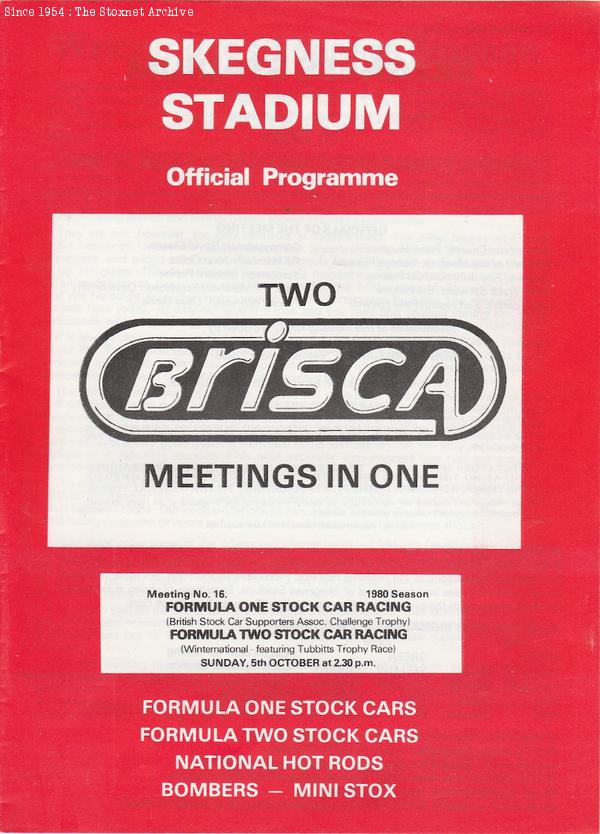 Since 1954 : The Stoxnet Archive
SKEGNESS
STADIUM
Official Programme
TWO
BriSCA
MEETINGS IN ONE
Meeting No. 16. 1980 Season
FORMULA ONE STOCK CAR RACING
(British Stock Car Supporters Assoc. Challenge Trophy)
FORMULA TWO STOCK CAR RACING
(Winternational - featuring Tubbitts Trophy Race)
SUNDAY, 5th OCTOBER at 2.30 p.m.
FORMULA ONE STOCK CARS
FORMULA TWO STOCK CARS
NATIONAL HOT RODS
BOMBERS — MINI STOX